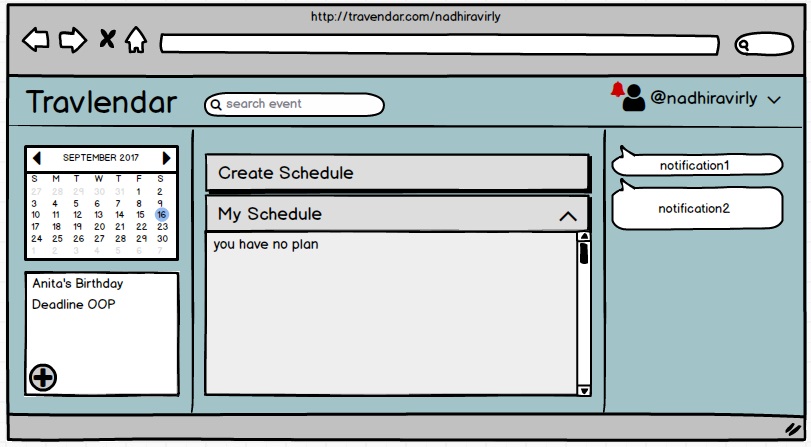 http://travendar.com/nadhiravirly
Travlendar
search event
@nadhiravirly
SEPTEMBER 2017
S M T W T F S
27 28 29 30 31 1 2
3 4 5 6 7 8 9
10 11 12 13 14 15 16
17 18 19 20 21 22 23
24 25 26 27 28 29 30
1 2 3 4 5 6 7
Anita's Birthday
Deadline OOP
Create Schedule
My Schedule
you have no plan
notification1
notification2